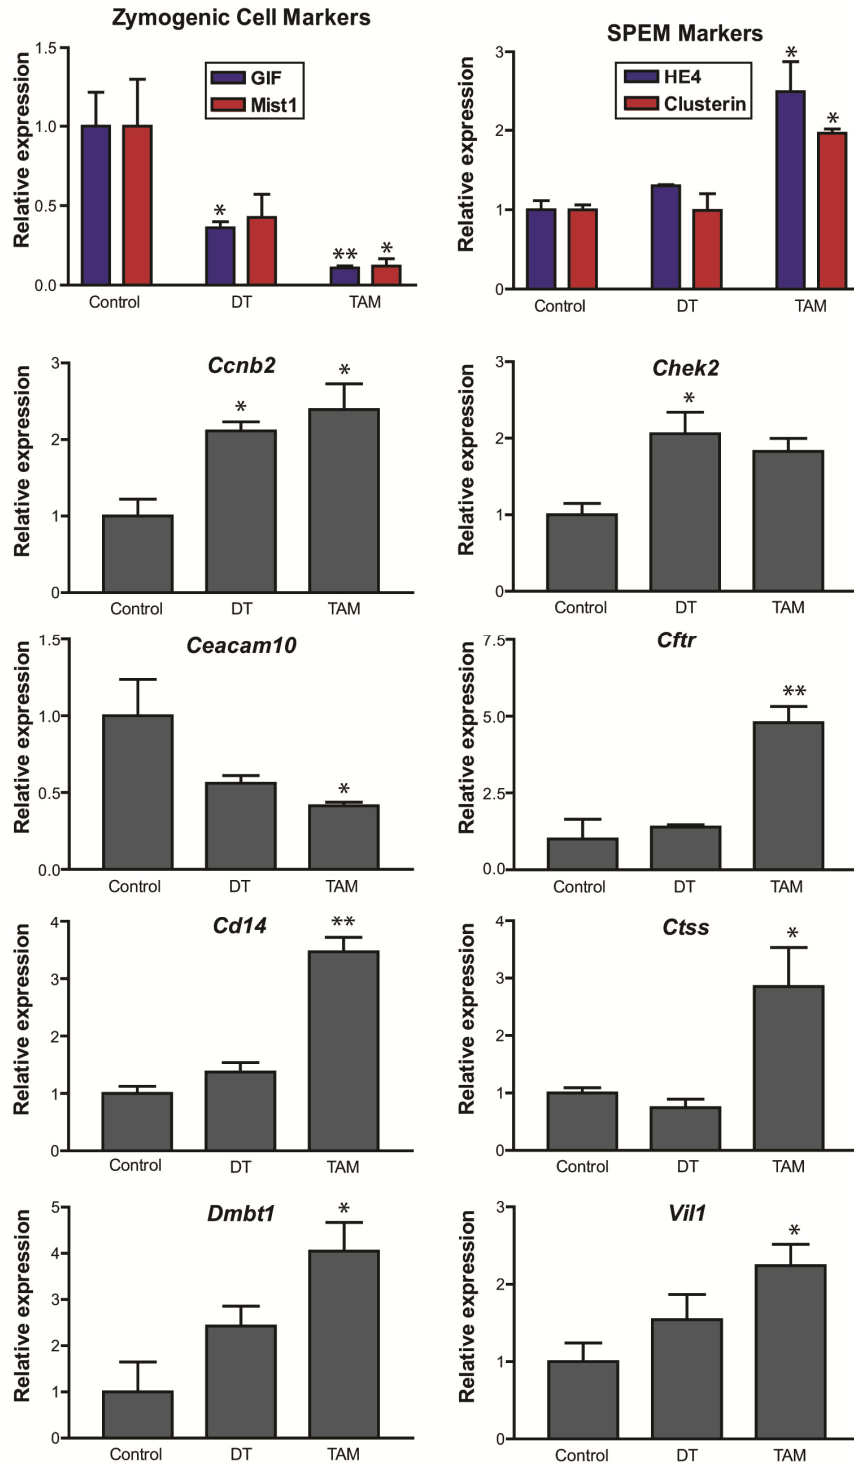 Zymogenic Cell Markers
Relative expression
1.5
1.0
0.5
0.0
GIF
Mist1
*
**
*
Control
DT
TAM
SPEM Markers
Relative expression
3
2
1
0
HE4
Clusterin
*
*
Control
DT
TAM
Ccnb2
Relative expression
3
2
1
0
*
*
Control
DT
TAM
Chek2
Relative expression
3
2
1
0
*
Control
DT
TAM
Ceacam10
Relative expression
1.5
1.0
0.5
0.0
*
Control
DT
TAM
Cftr
Relative expression
7.5
5.0
2.5
0.0
**
Control
DT
TAM
Cd14
Relative expression
4
3
2
1
0
**
Control
DT
TAM
Ctss
Relative expression
4
3
2
1
0
*
Control
DT
TAM
Dmbt1
Relative expression
5
4
3
2
1
0
*
Control
DT
TAM
Vil1
Relative expression
3
2
1
0
*
Control
DT
TAM